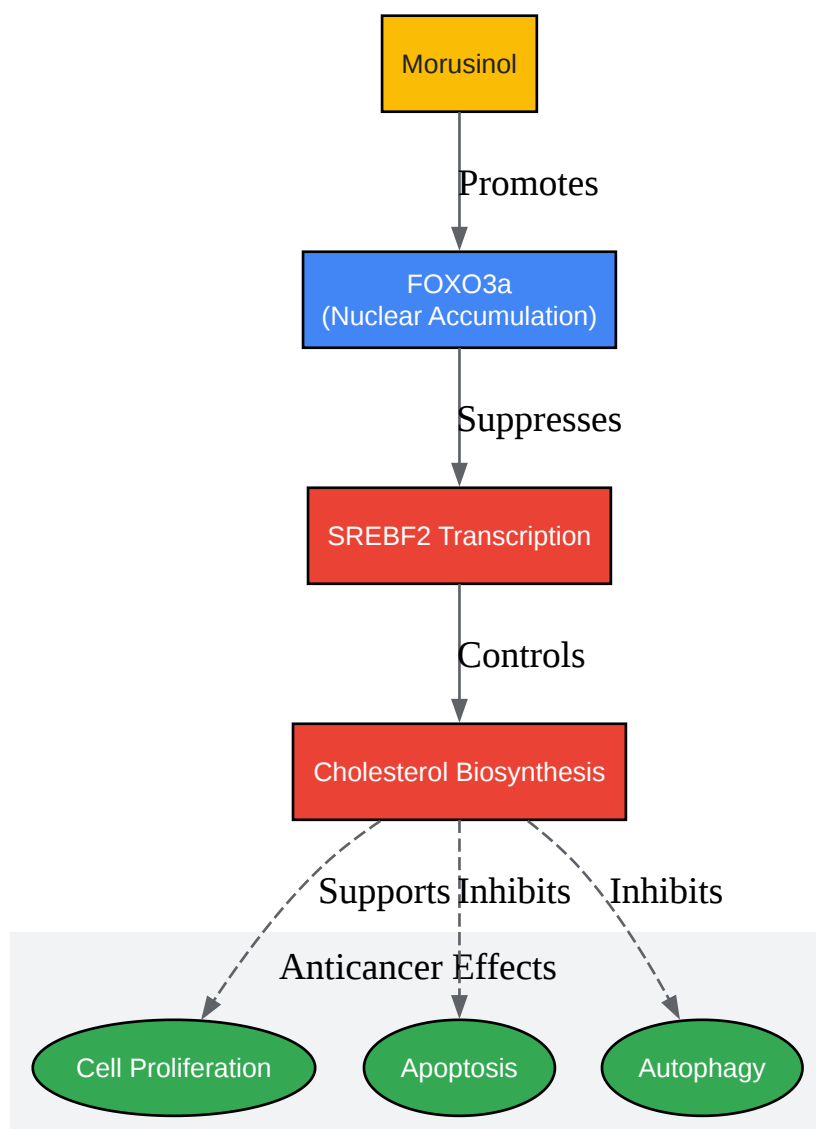 Morusinol
Promotes
FOXO3a
(Nuclear Accumulation)
Suppresses
SREBF2 Transcription
Controls
Cholesterol Biosynthesis
Supports
Inhibits
Inhibits
Anticancer Effects
Cell Proliferation
Apoptosis
Autophagy